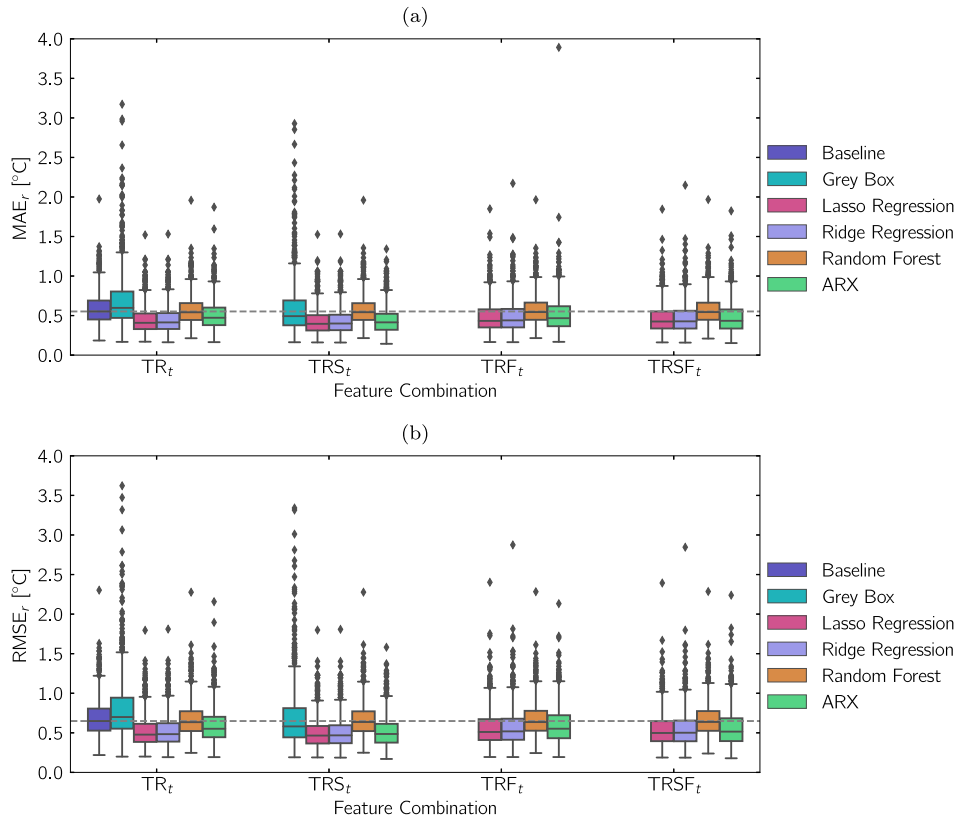 (a)
4.0
3.5
3.0
2.5
2.0
1.5
1.0
0.5
0.0
MAE_r [°C]
TR_t
TRS_t
TRF_t
TRSF_t
Feature Combination
Baseline
Grey Box
Lasso Regression
Ridge Regression
Random Forest
ARX
(b)
4.0
3.5
3.0
2.5
2.0
1.5
1.0
0.5
0.0
RMSE_r [°C]
TR_t
TRS_t
TRF_t
TRSF_t
Feature Combination
Baseline
Grey Box
Lasso Regression
Ridge Regression
Random Forest
ARX